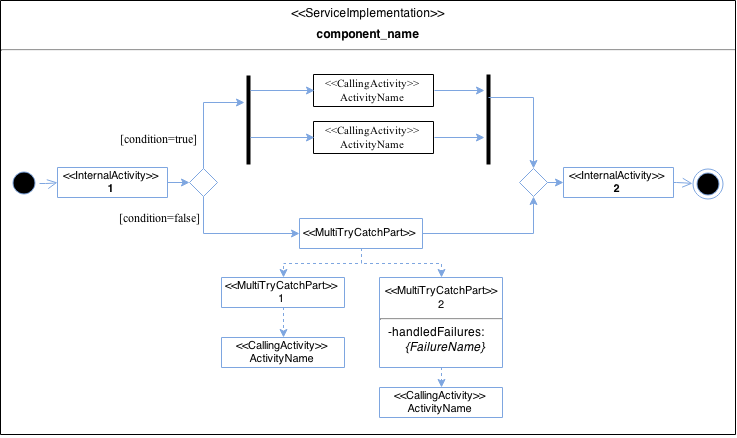 <<ServiceImplementation>>
component_name
<<CallingActivity>>
ActivityName
[condition=true]
<<CallingActivity>>
ActivityName
<<InternalActivity>>
1
<<InternalActivity>>
2
[condition=false]
<<MultiTryCatchPart>>
<<MultiTryCatchPart>>
1
<<MultiTryCatchPart>>
2
-handledFailures:
{FailureName}
<<CallingActivity>>
ActivityName
<<CallingActivity>>
ActivityName